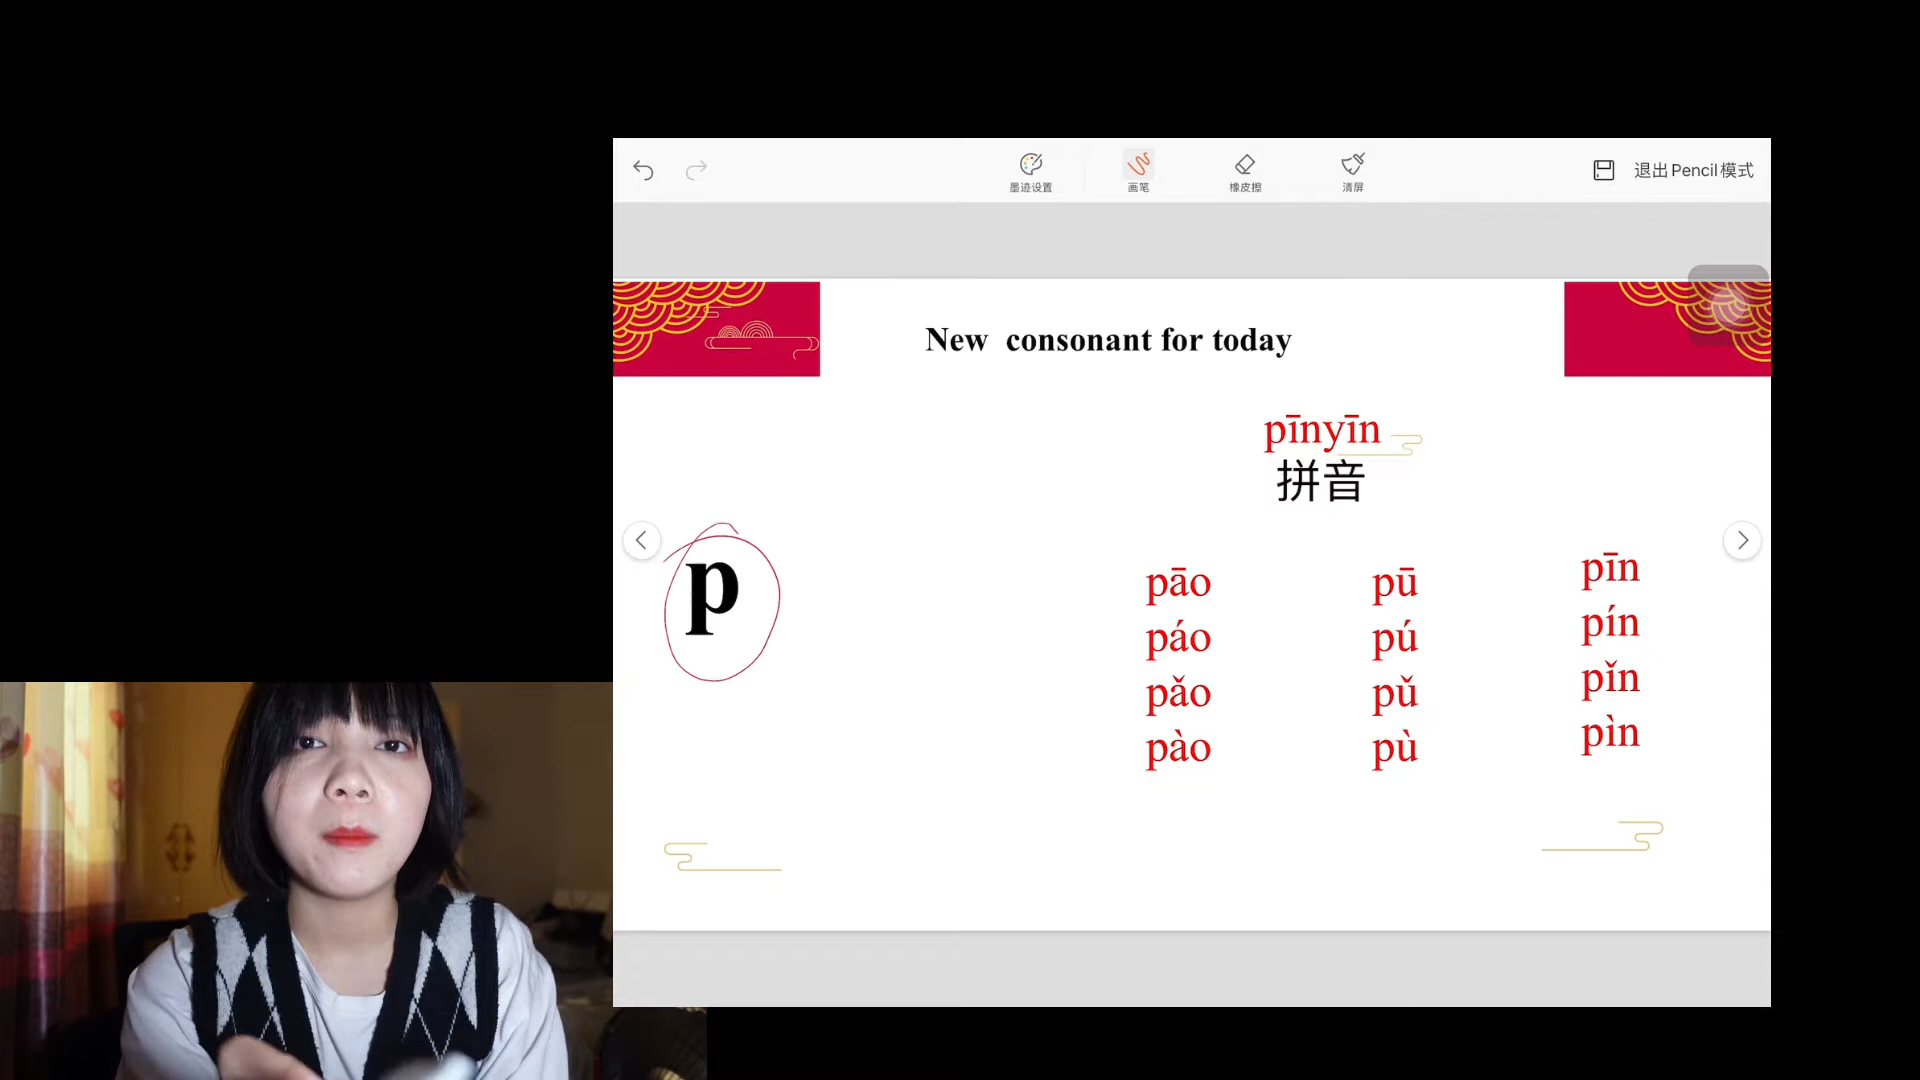 墨迹设置
画笔
橡皮擦
清屏
退出Pencil模式
New consonant for today
pīnyīn
拼音
p
pāo pū pīn
páo pú pín
pǎo pǔ pǐn
pào pù pìn